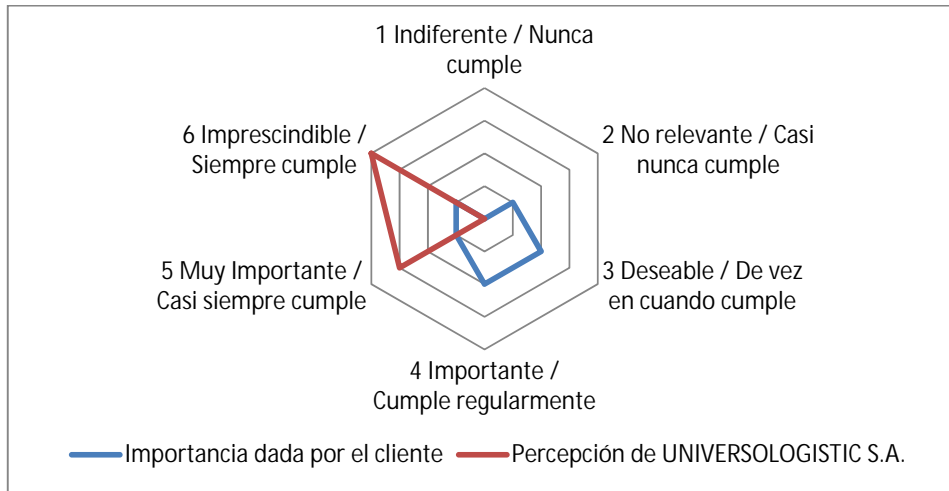 1 Indiferente / Nunca
cumple
6 Imprescindible /
Siempre cumple
2 No relevante / Casi
nunca cumple
5 Muy Importante /
Casi siempre cumple
3 Deseable / De vez
en cuando cumple
4 Importante /
Cumple regularmente
Importancia dada por el cliente
Percepción de UNIVERSOLOGISTIC S.A.